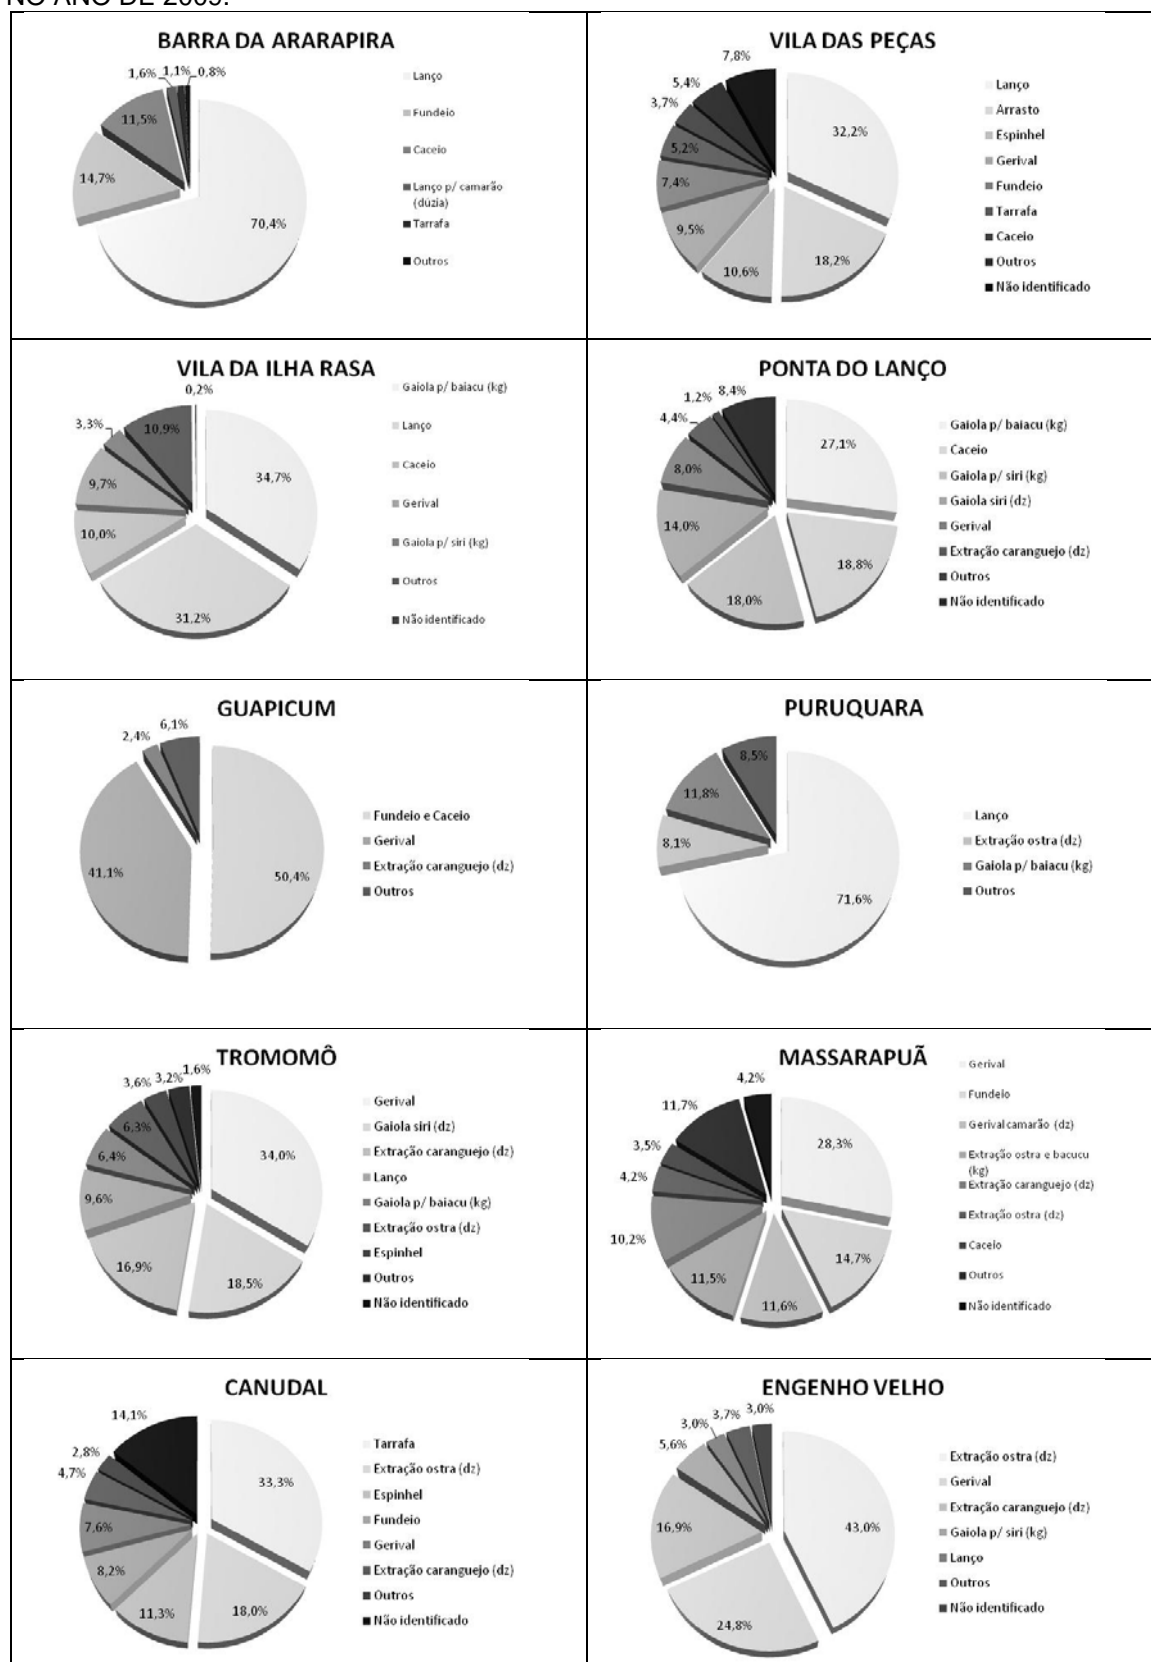 NO ANO DE 2009.
BARRA DA ARARAPIRA
1,6% 1,1% 0,8%
11,5%
14,7%
70,4%
Lanço
Fundeio
Caceio
Lanço p/ camarão
(dúzia)
Tarrafa
Outros
VILA DAS PEÇAS
7,8%
5,4%
3,7%
5,2%
7,4%
9,5%
10,6%
18,2%
32,2%
Lanço
Arrasto
Espinhel
Gerival
Fundeio
Tarrafa
Caceio
Outros
Não identificado
VILA DA ILHA RASA
0,2%
3,3%
10,9%
9,7%
10,0%
31,2%
34,7%
Gaiola p/ baiacu (kg)
Lanço
Caceio
Gerival
Gaiola p/ siri (kg)
Outros
Não identificado
PONTA DO LANÇO
1,2% 8,4%
4,4%
8,0%
14,0%
18,0%
18,8%
27,1%
Gaiola p/ baiacu (kg)
Caceio
Gaiola p/ siri (kg)
Gaiola siri (dz)
Gerival
Extração caranguejo (dz)
Outros
Não identificado
GUAPICUM
2,4% 6,1%
41,1%
50,4%
Fundeio e Caceio
Gerival
Extração caranguejo (dz)
Outros
PURUQUARA
8,5%
11,8%
8,1%
71,6%
Lanço
Extração ostra (dz)
Gaiola p/ baiacu (kg)
Outros
TROMOMÔ
3,6% 3,2% 1,6%
6,3%
6,4%
9,6%
16,9%
18,5%
34,0%
Gerival
Gaiola siri (dz)
Extração caranguejo (dz)
Lanço
Gaiola p/ baiacu (kg)
Extração ostra (dz)
Espinhel
Outros
Não identificado
MASSARAPUÃ
4,2%
11,7%
3,5%
4,2%
10,2%
11,5%
11,6%
14,7%
28,3%
Gerival
Fundeio
Gerival camarão (dz)
Extração ostra e bacucu
(kg)
Extração caranguejo (dz)
Extração ostra (dz)
Caceio
Outros
Não identificado
CANUDAL
14,1%
2,8%
4,7%
7,6%
8,2%
11,3%
18,0%
33,3%
Tarrafa
Extração ostra (dz)
Espinhel
Fundeio
Gerival
Extração caranguejo (dz)
Outros
Não identificado
ENGENHO VELHO
3,0% 3,7% 3,0%
5,6%
16,9%
24,8%
43,0%
Extração ostra (dz)
Gerival
Extração caranguejo (dz)
Gaiola p/ siri (kg)
Lanço
Outros
Não identificado